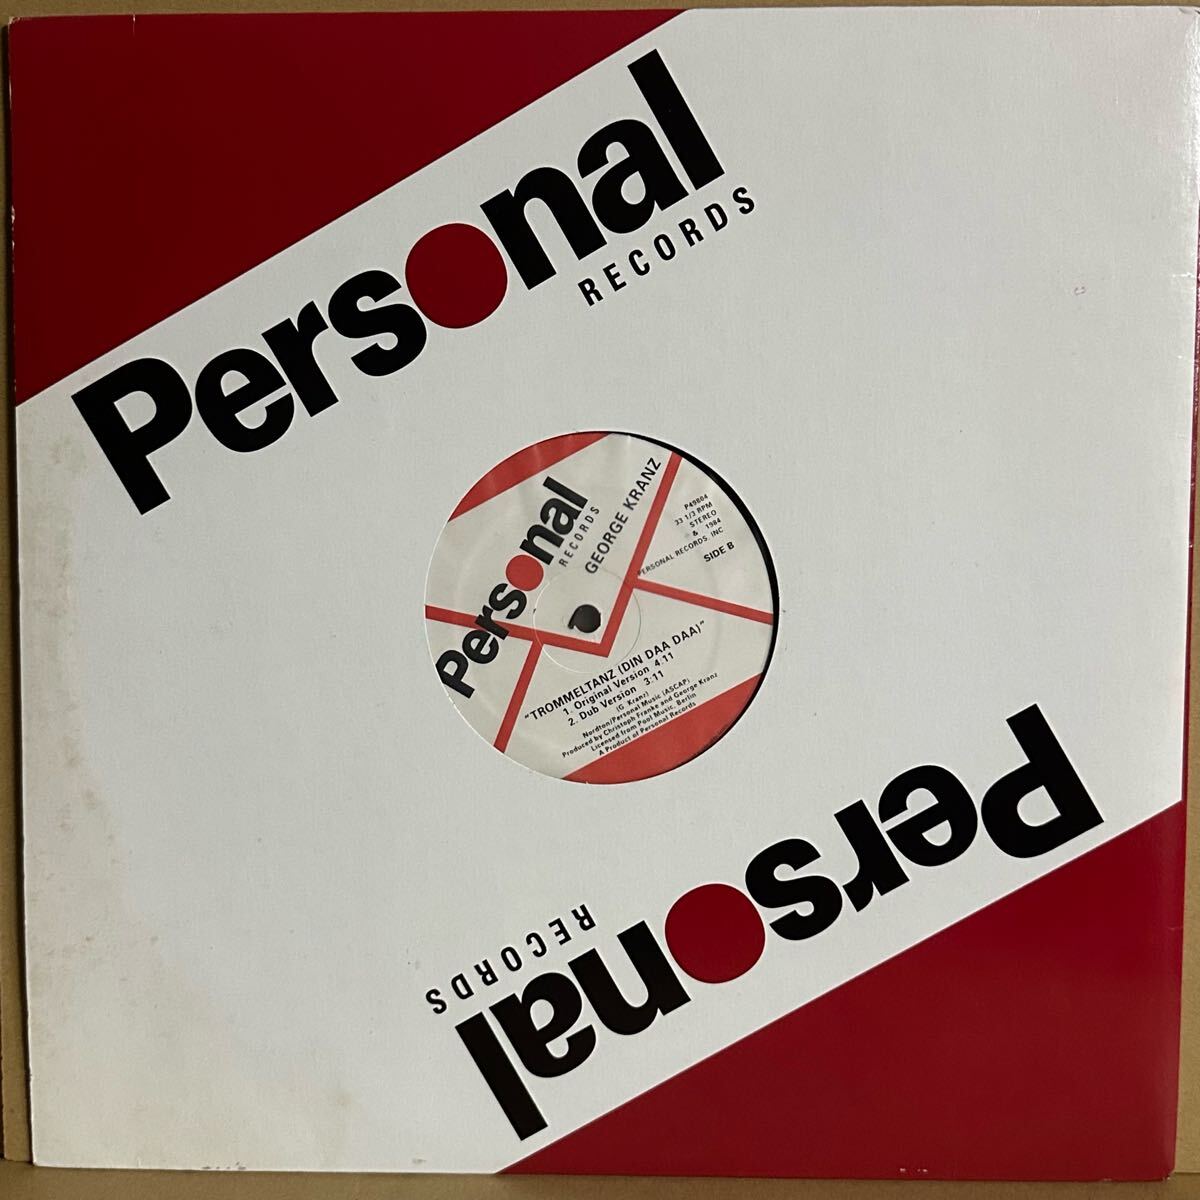 Personal
RECORDS
Personal
RECORDS
GEORGE KRANZ
P49804
33 1/3 RPM
STEREO
& 1984
PERSONAL RECORDS, INC
SIDE B
"TROMMELTANZ (DIN DAA DAA)"
1. Original Version 4:11
2. Dub Version 3:11
(G. Kranz)
Nordton/Personal Music (ASCAP)
Produced by Christoph Franke and George Kranz
Licensed from Pool Music, Berlin
A Product of Personal Records
Personal
RECORDS